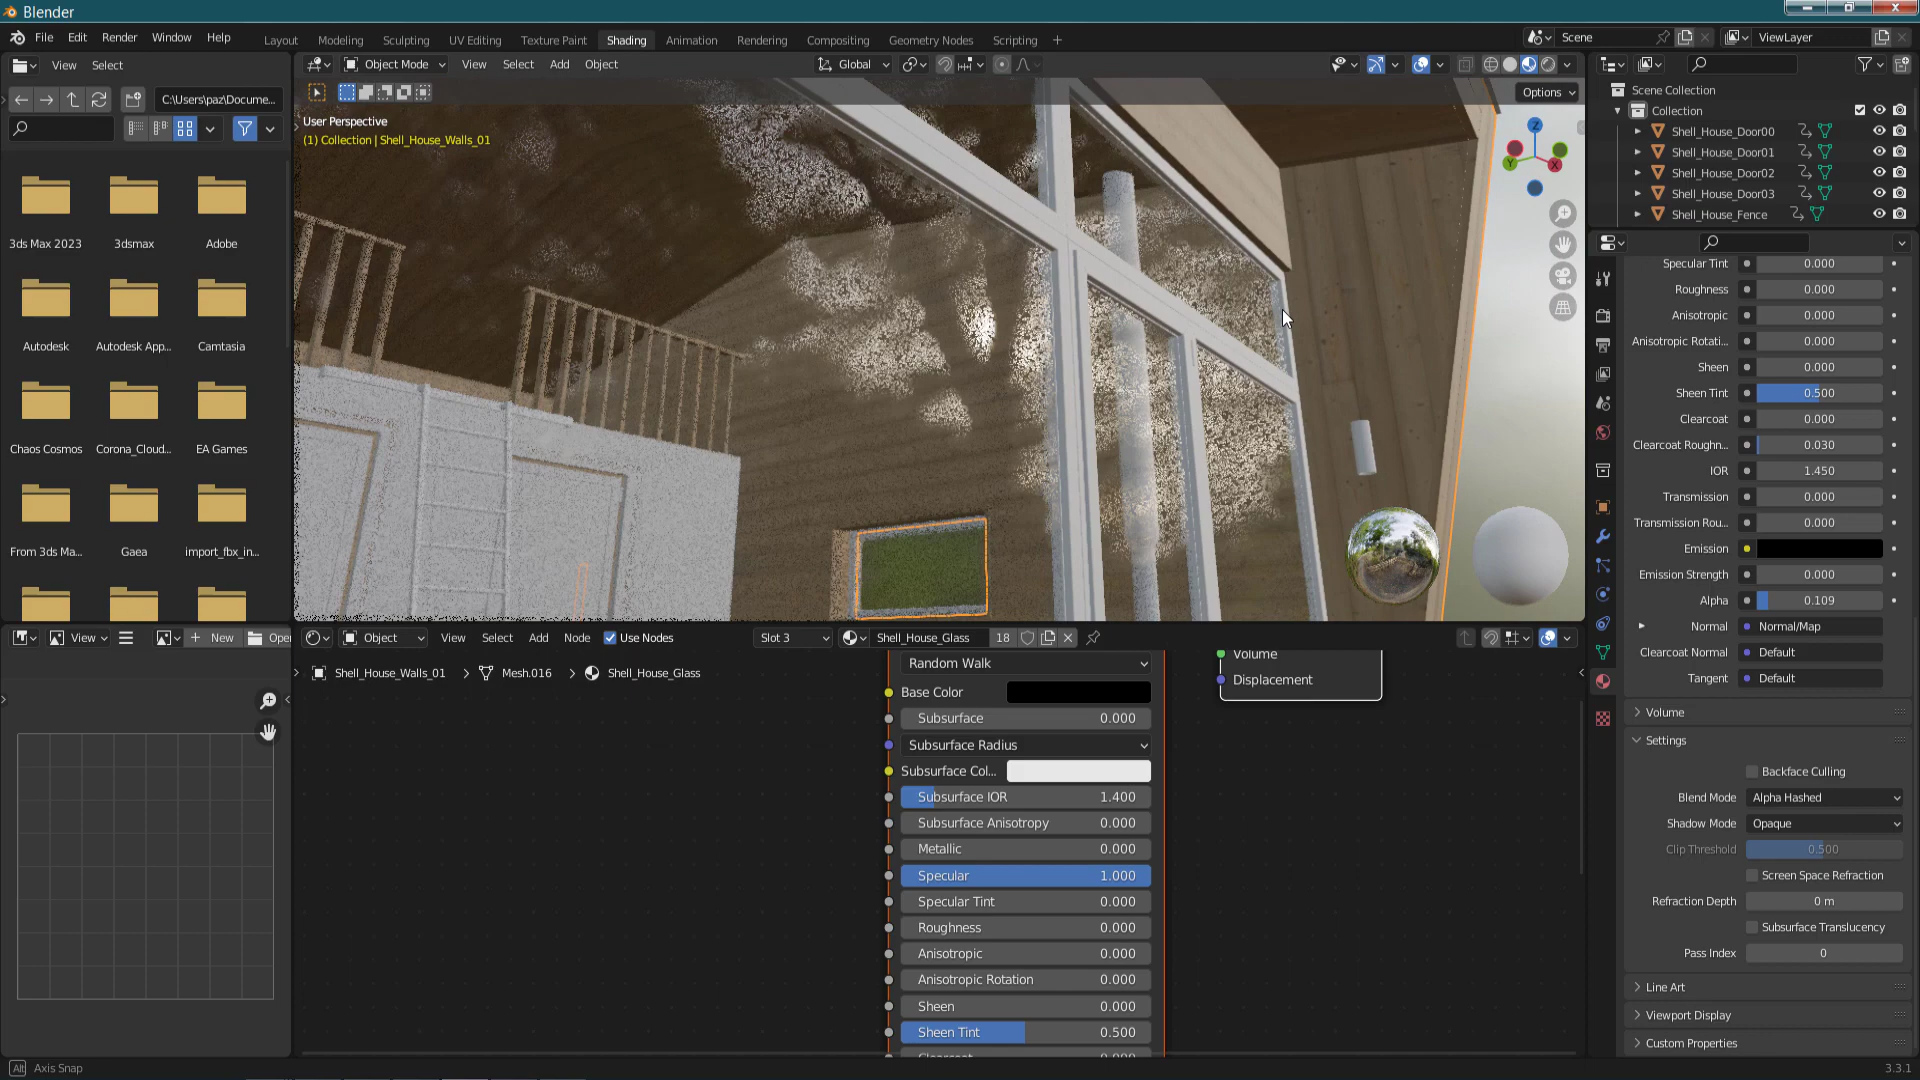 Blender
File Edit Render Window Help
Layout Modeling Sculpting UV Editing Texture Paint Shading Animation Rendering Compositing Geometry Nodes Scripting +
Scene
ViewLayer
View Select
Object Mode View Select Add Object
Global
C:\Users\paz\Docume...
Options
User Perspective
(1) Collection | Shell_House_Walls_01
3ds Max 2023 3dsmax Adobe
Autodesk Autodesk App... Camtasia
Chaos Cosmos Corona_Cloud... EA Games
From 3ds Ma... Gaea import_fbx_in...
Z
Y
X
Scene Collection
Collection
Shell_House_Door00
Shell_House_Door01
Shell_House_Door02
Shell_House_Door03
Shell_House_Fence
Specular Tint 0.000
Roughness 0.000
Anisotropic 0.000
Anisotropic Rotati... 0.000
Sheen 0.000
Sheen Tint 0.500
Clearcoat 0.000
Clearcoat Roughn... 0.030
IOR 1.450
Transmission 0.000
Transmission Rou... 0.000
Emission
Emission Strength 0.000
Alpha 0.109
Normal Normal/Map
Clearcoat Normal Default
Tangent Default
Volume
Settings
Backface Culling
Blend Mode Alpha Hashed
Shadow Mode Opaque
Clip Threshold 0.500
Screen Space Refraction
Refraction Depth 0 m
Subsurface Translucency
Pass Index 0
Line Art
Viewport Display
Custom Properties
View New Open
Object View Select Add Node Use Nodes Slot 3 Shell_House_Glass 18
Shell_House_Walls_01 > Mesh.016 > Shell_House_Glass
Random Walk
Base Color
Subsurface 0.000
Subsurface Radius
Subsurface Col...
Subsurface IOR 1.400
Subsurface Anisotropy 0.000
Metallic 0.000
Specular 1.000
Specular Tint 0.000
Roughness 0.000
Anisotropic 0.000
Anisotropic Rotation 0.000
Sheen 0.000
Sheen Tint 0.500
Clearcoat 0.000
Volume
Displacement
Alt Axis Snap
3.3.1